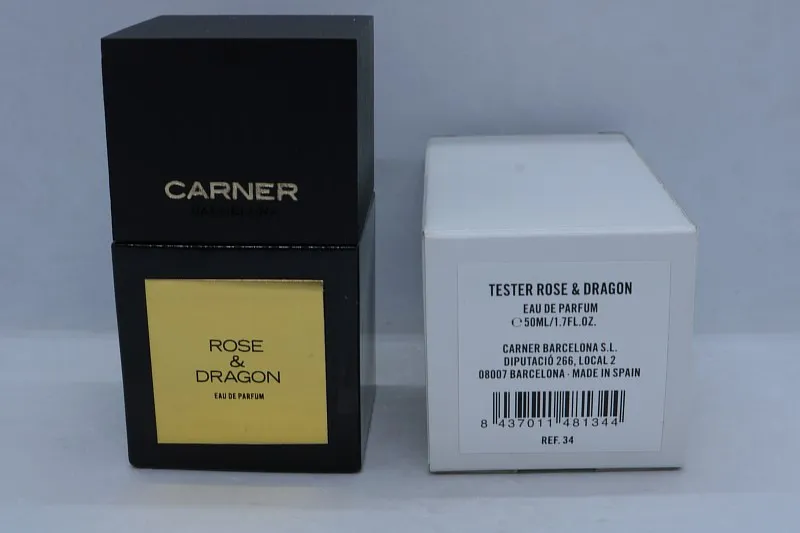 CARNER
BARCELONA
ROSE
&
DRAGON
EAU DE PARFUM
TESTER ROSE & DRAGON
EAU DE PARFUM
℮50ML/1.7FL.OZ.
CARNER BARCELONA S.L.
DIPUTACIÓ 266, LOCAL 2
08007 BARCELONA · MADE IN SPAIN
8 437011 481344
REF. 34